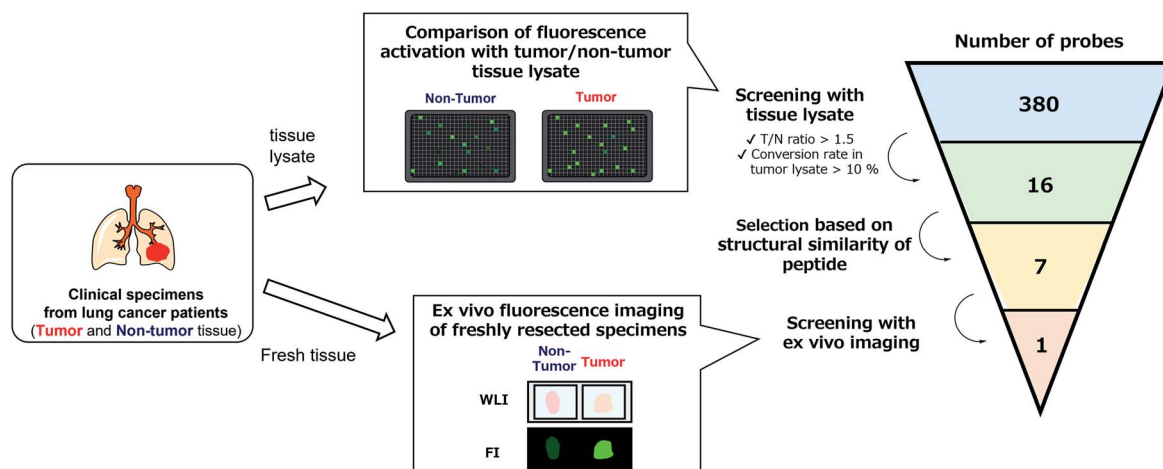 Comparison of fluorescence
activation with tumor/non-tumor
tissue lysate
Non-Tumor
Tumor
tissue
lysate
Clinical specimens
from lung cancer patients
(Tumor and Non-tumor tissue)
Fresh tissue
Ex vivo fluorescence imaging
of freshly resected specimens
Non-
Tumor
Tumor
WLI
FI
Number of probes
Screening with
tissue lysate
✓ T/N ratio > 1.5
✓ Conversion rate in
tumor lysate > 10 %
Selection based on
structural similarity of
peptide
Screening with
ex vivo imaging
380
16
7
1